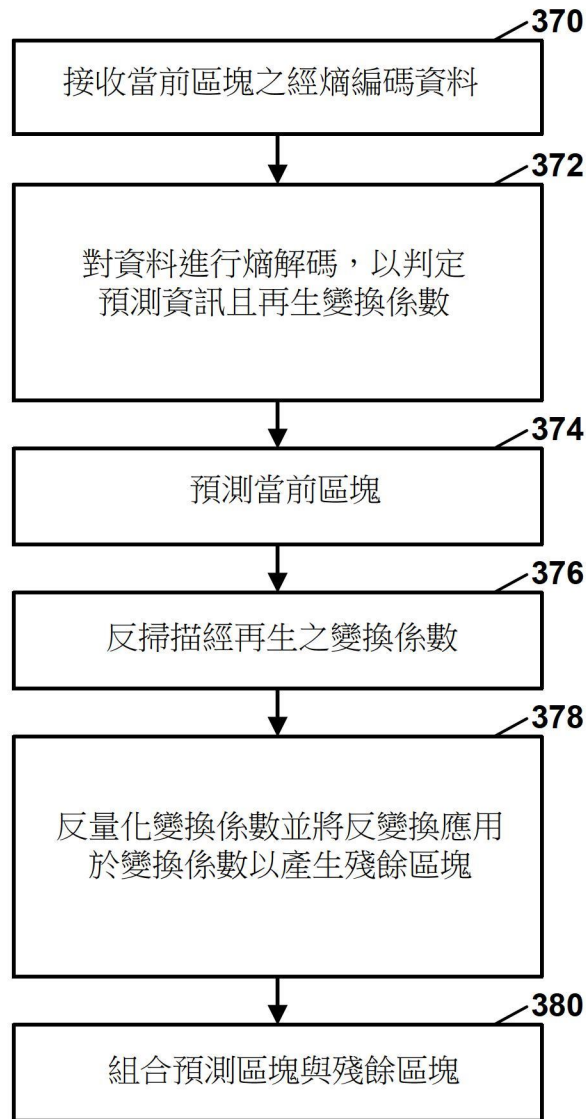 370
接收當前區塊之經熵編碼資料
372
對資料進行熵解碼，以判定
預測資訊且再生變換係數
374
預測當前區塊
376
反掃描經再生之變換係數
378
反量化變換係數並將反變換應用
於變換係數以產生殘餘區塊
380
組合預測區塊與殘餘區塊